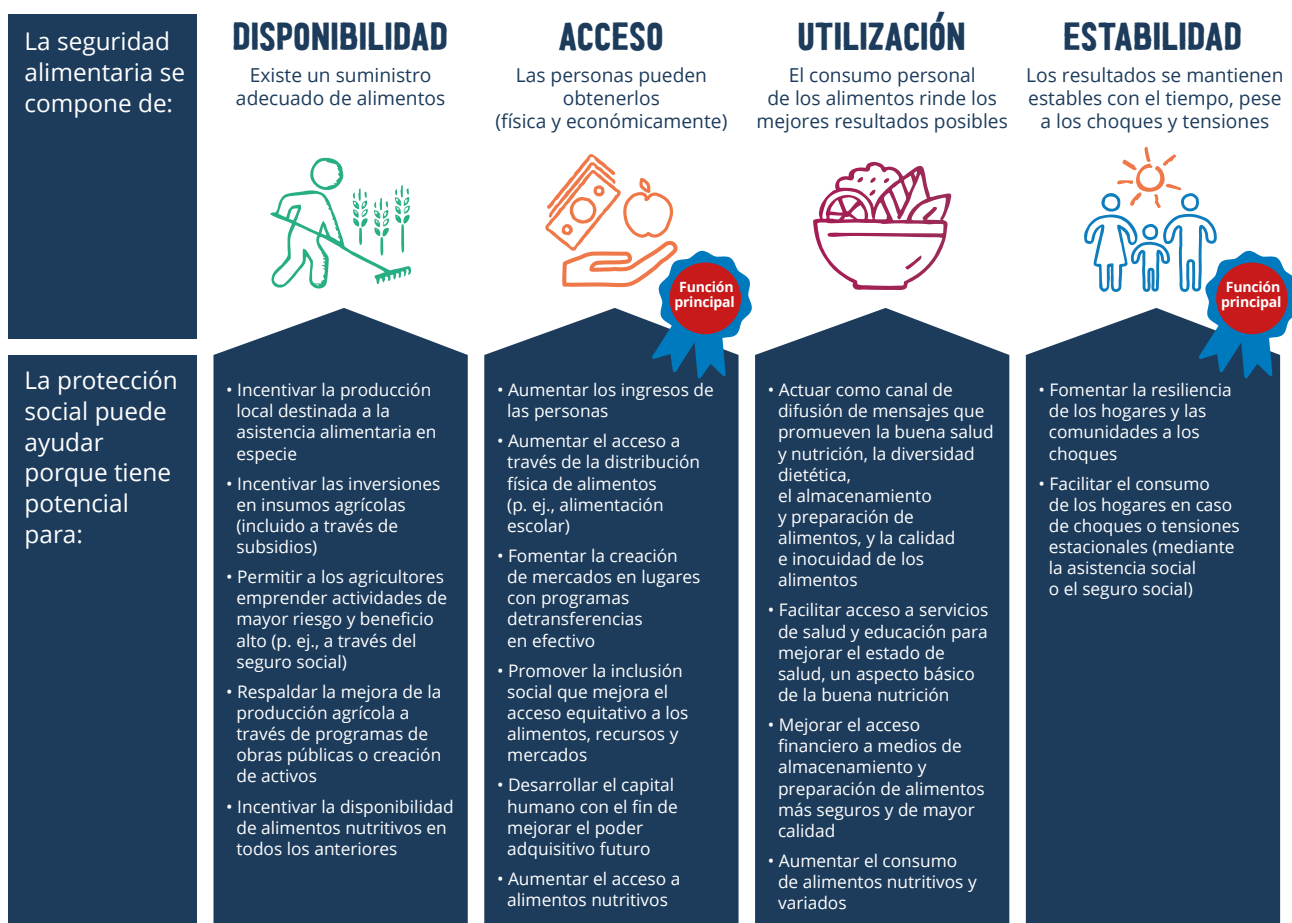 La seguridad
alimentaria se
compone de:
DISPONIBILIDAD
Existe un suministro
adecuado de alimentos
ACCESO
Las personas pueden
obtenerlos
(física y económicamente)
UTILIZACIÓN
El consumo personal
de los alimentos rinde los
mejores resultados posibles
ESTABILIDAD
Los resultados se mantienen
estables con el tiempo, pese
a los choques y tensiones
Función
principal
Función
principal
La protección
social puede
ayudar
porque tiene
potencial
para:
• Incentivar la producción
local destinada a la
asistencia alimentaria en
especie
• Incentivar las inversiones
en insumos agrícolas
(incluido a través de
subsidios)
• Permitir a los agricultores
emprender actividades de
mayor riesgo y beneficio
alto (p. ej., a través del
seguro social)
• Respaldar la mejora de la
producción agrícola a
través de programas de
obras públicas o creación
de activos
• Incentivar la disponibilidad
de alimentos nutritivos en
todos los anteriores
• Aumentar los ingresos de
las personas
• Aumentar el acceso a
través de la distribución
física de alimentos
(p. ej., alimentación
escolar)
• Fomentar la creación
de mercados en lugares
con programas
detransferencias
en efectivo
• Promover la inclusión
social que mejora el
acceso equitativo a los
alimentos, recursos y
mercados
• Desarrollar el capital
humano con el fin de
mejorar el poder
adquisitivo futuro
• Aumentar el acceso a
alimentos nutritivos
• Actuar como canal de
difusión de mensajes que
promueven la buena salud
y nutrición, la diversidad
dietética,
el almacenamiento
y preparación de
alimentos, y la calidad
e inocuidad de los
alimentos
• Facilitar acceso a servicios
de salud y educación para
mejorar el estado de
salud, un aspecto básico
de la buena nutrición
• Mejorar el acceso
financiero a medios de
almacenamiento y
preparación de alimentos
más seguros y de mayor
calidad
• Aumentar el consumo
de alimentos nutritivos y
variados
• Fomentar la resiliencia
de los hogares y las
comunidades a los
choques
• Facilitar el consumo
de los hogares en caso
de choques o tensiones
estacionales (mediante
la asistencia social
o el seguro social)